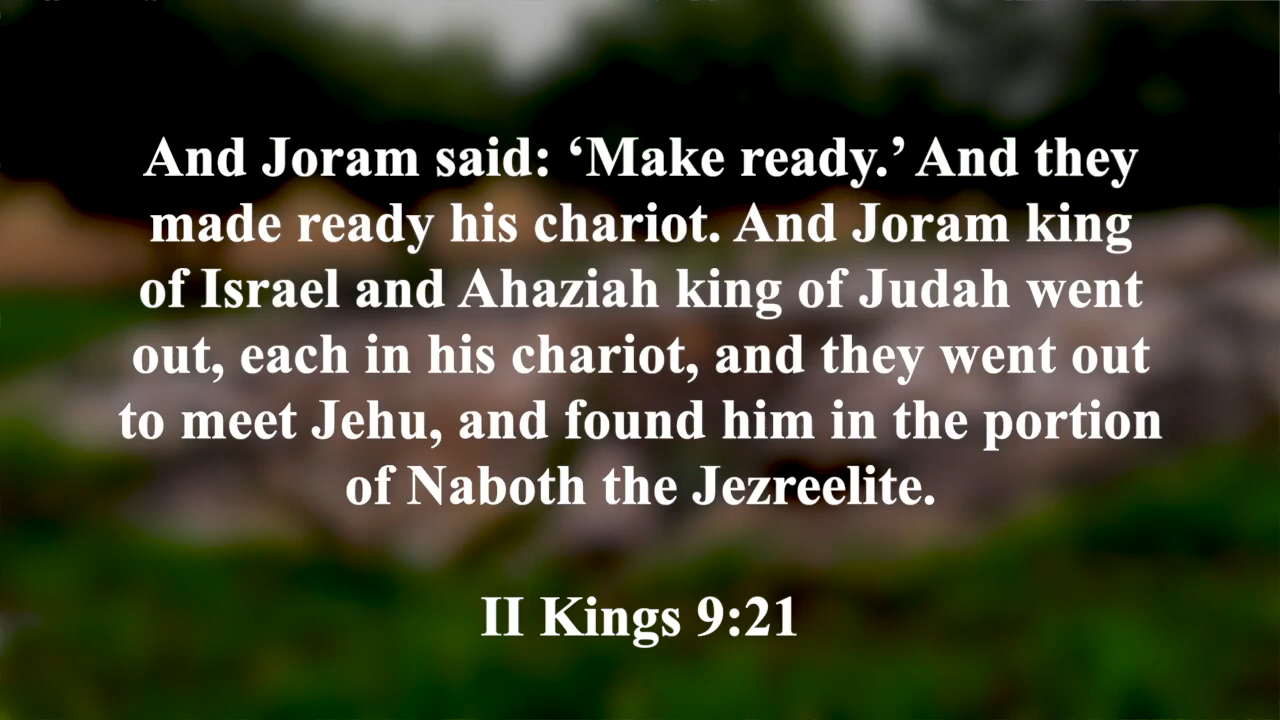 And Joram said: ‘Make ready.’ And they
made ready his chariot. And Joram king
of Israel and Ahaziah king of Judah went
out, each in his chariot, and they went out
to meet Jehu, and found him in the portion
of Naboth the Jezreelite.
II Kings 9:21